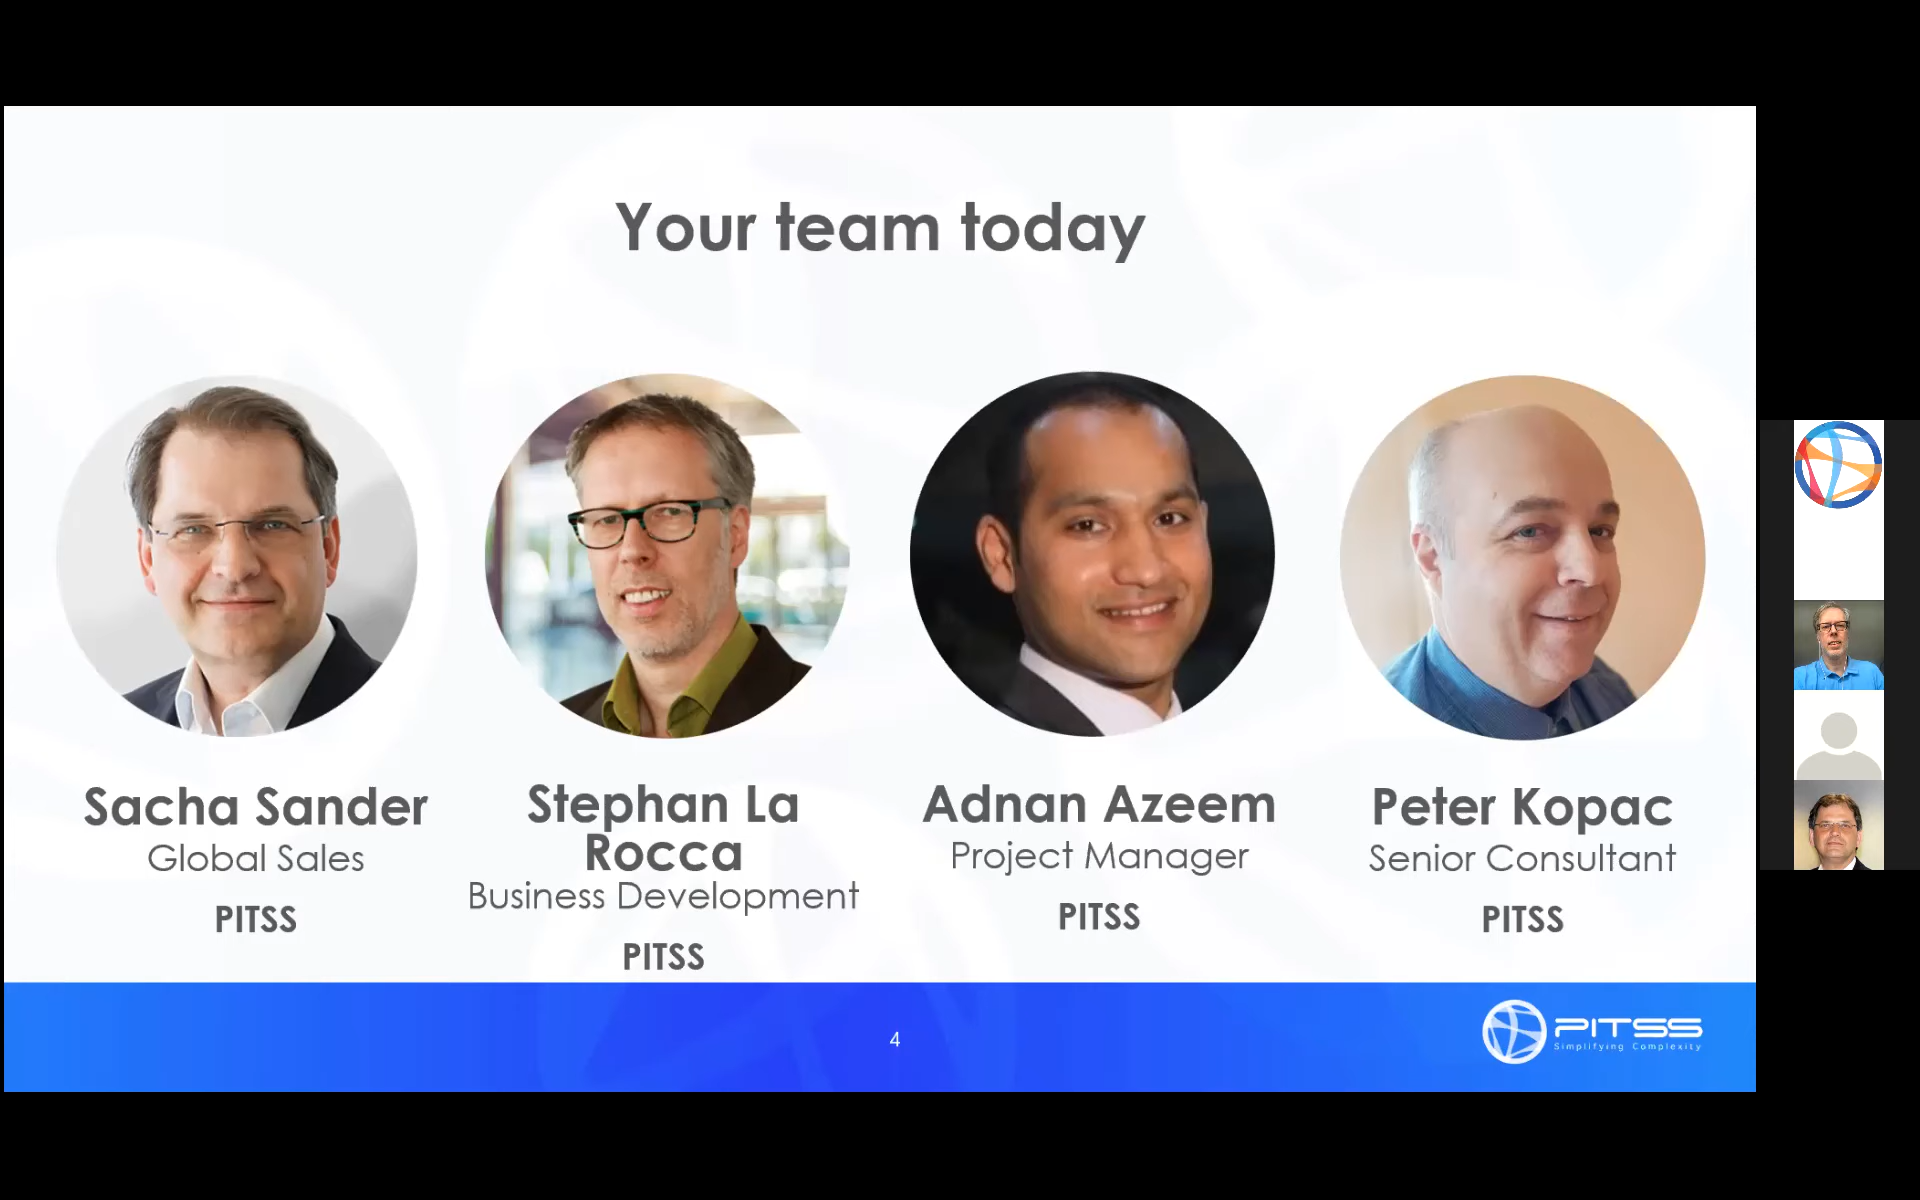 Your team today
Sacha Sander
Global Sales
PITSS
Stephan La
Rocca
Business Development
PITSS
Adnan Azeem
Project Manager
PITSS
Peter Kopac
Senior Consultant
PITSS
4
PITSS
Simplifying Complexity